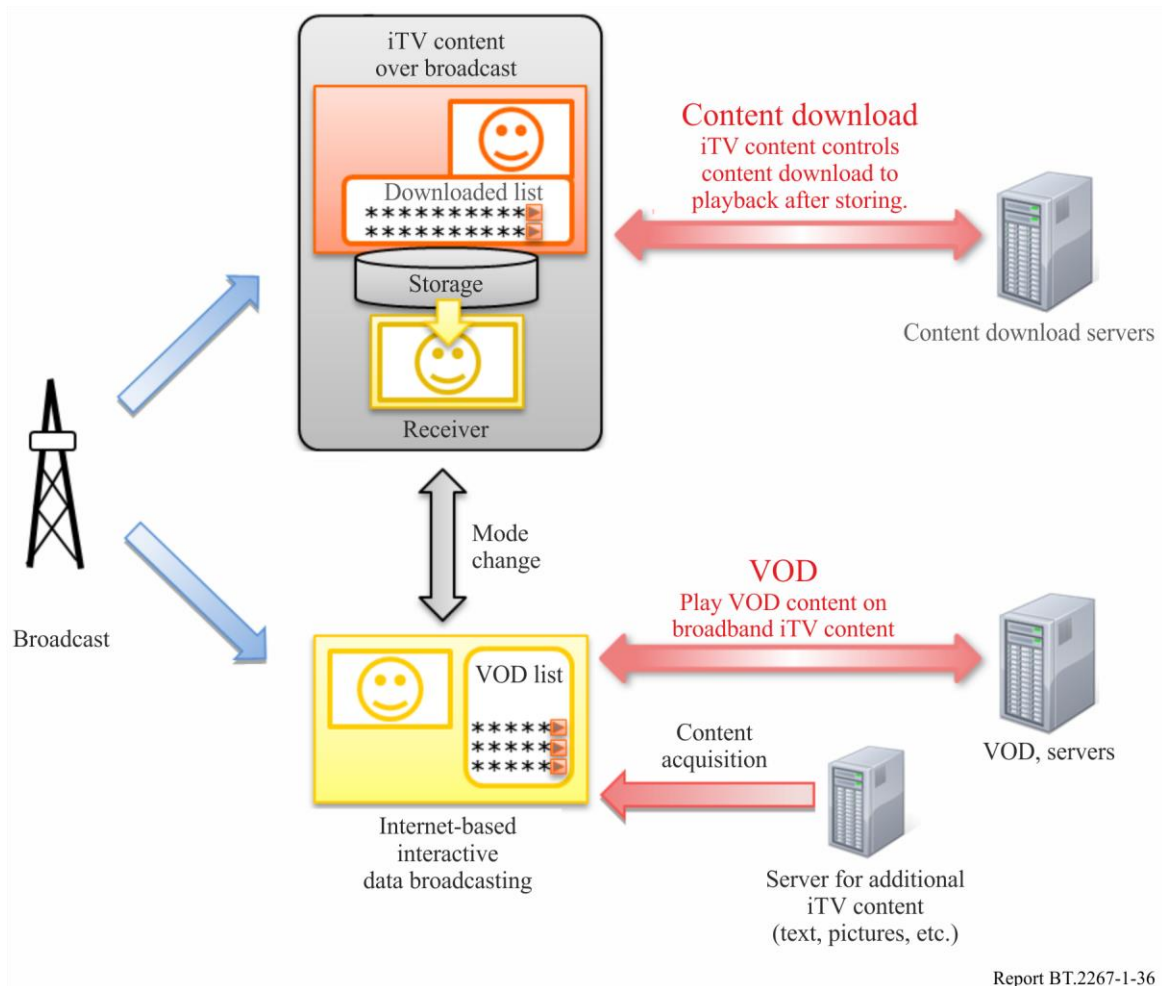 iTV content
over broadcast
Downloaded list
**********
**********
Storage
Receiver
Content download
iTV content controls
content download to
playback after storing.
Content download servers
Broadcast
Mode
change
VOD
Play VOD content on
broadband iTV content
VOD list
*****
*****
*****
VOD, servers
Content
acquisition
Internet-based
interactive
data broadcasting
Server for additional
iTV content
(text, pictures, etc.)
Report BT.2267-1-36